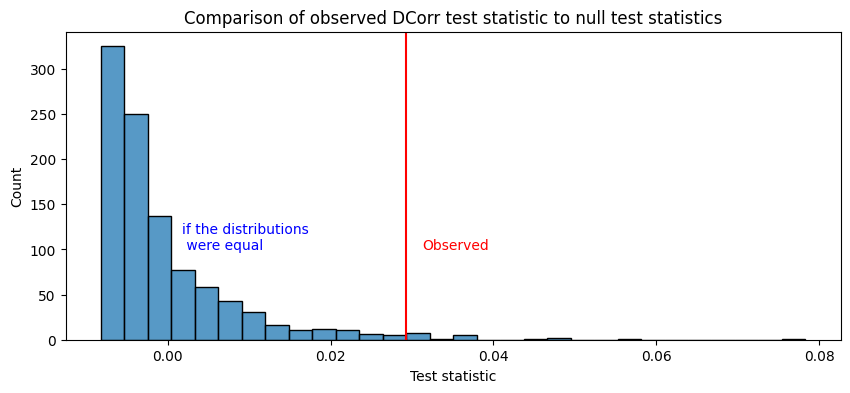 Comparison of observed DCorr test statistic to null test statistics
Count
300
250
200
150
100
50
0
if the distributions
were equal
Observed
0.00
0.02
0.04
0.06
0.08
Test statistic